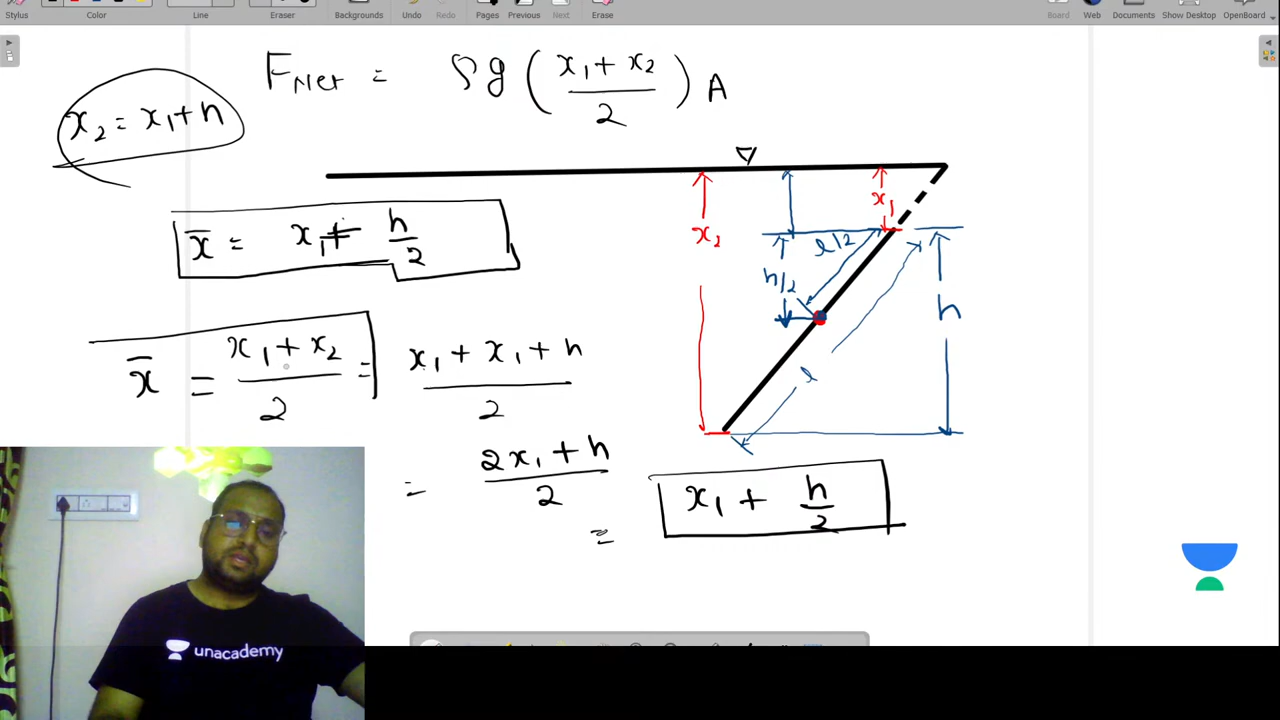 Stylus Color Line Eraser Backgrounds Undo Redo Pages Previous Next Erase Board Web Documents Show Desktop OpenBoard
F_Net = ρg ( (x₁ + x₂) / 2 ) A
x₂ = x₁ + h
x̄ = x₁ + h/2
x̄ = (x₁ + x₂) / 2 = (x₁ + x₁ + h) / 2
= (2x₁ + h) / 2
= x₁ + h/2
x₂
x₁
l/2
h/2
h
l
unacademy